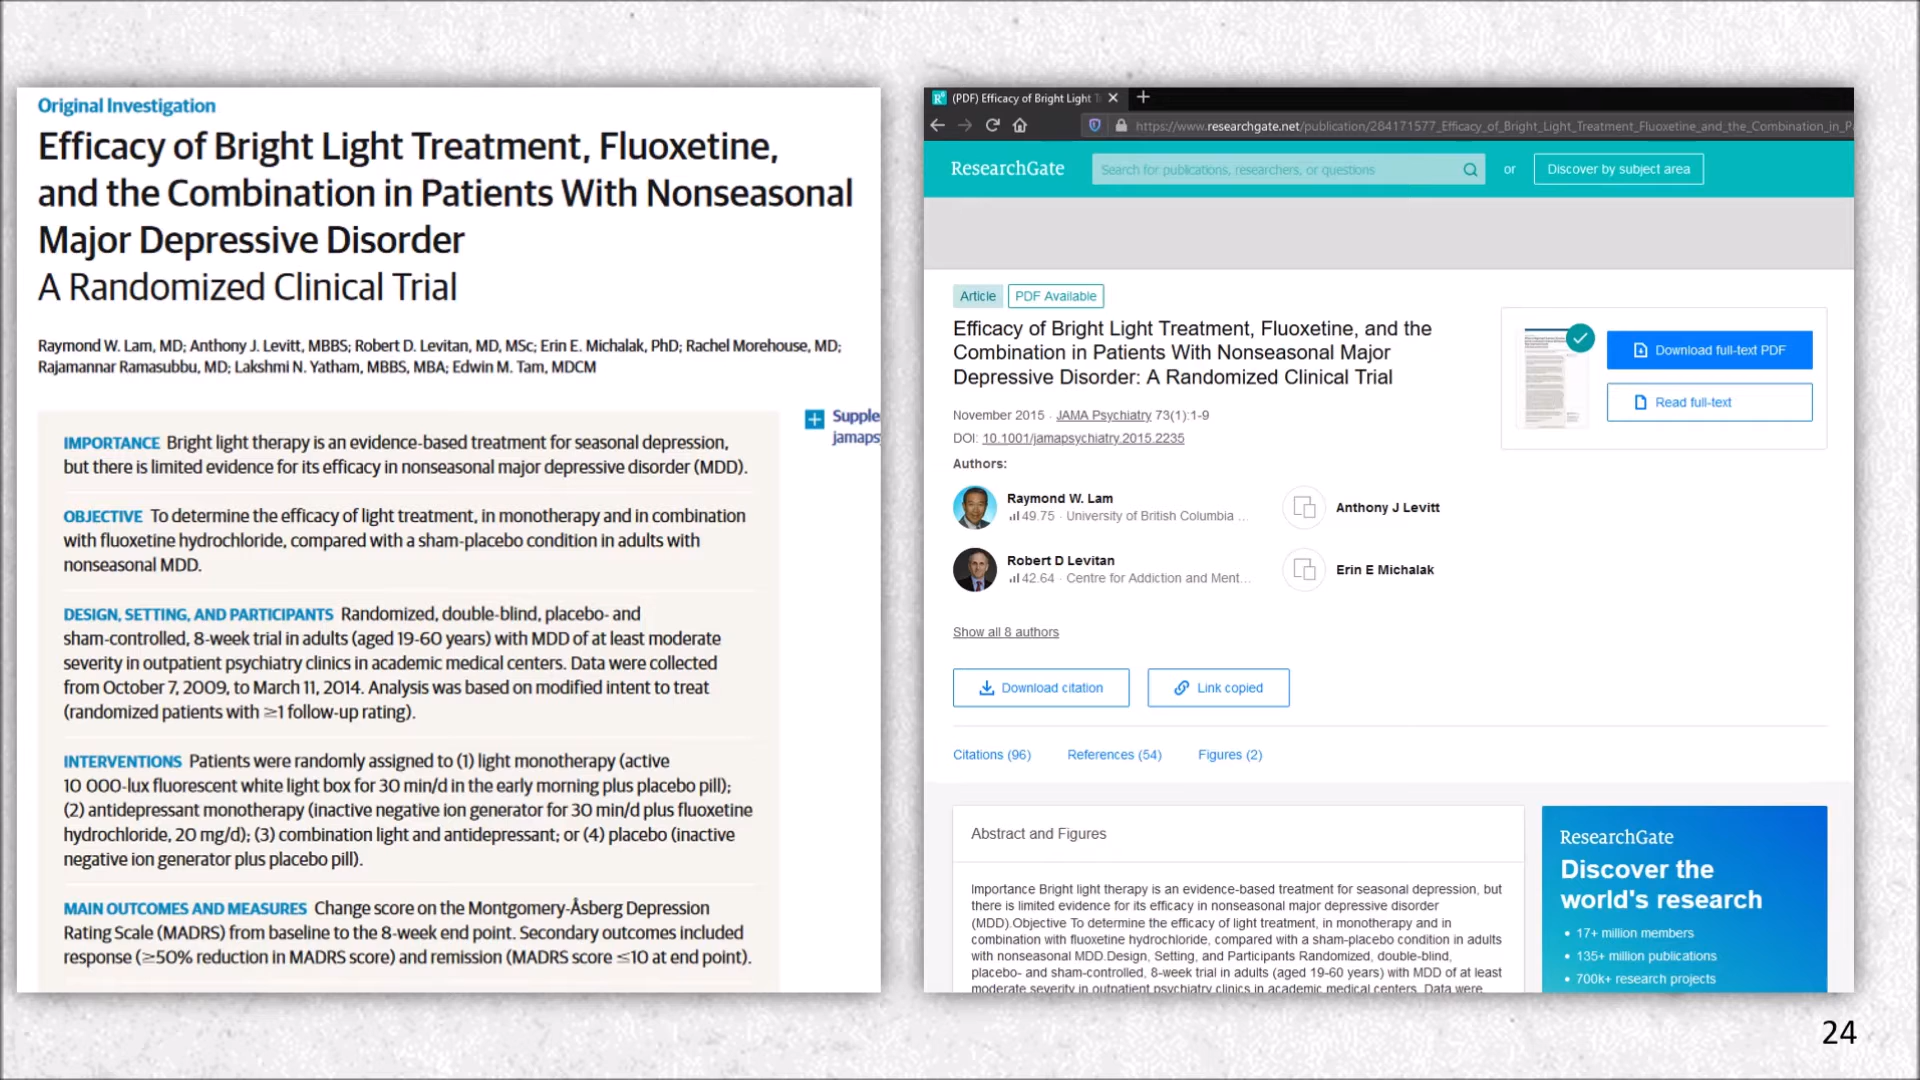 Original Investigation
Efficacy of Bright Light Treatment, Fluoxetine,
and the Combination in Patients With Nonseasonal
Major Depressive Disorder
A Randomized Clinical Trial
Raymond W. Lam, MD; Anthony J. Levitt, MBBS; Robert D. Levitan, MD, MSc; Erin E. Michalak, PhD; Rachel Morehouse, MD;
Rajamannar Ramasubbu, MD; Lakshmi N. Yatham, MBBS, MBA; Edwin M. Tam, MDCM
Supple
jamaps
IMPORTANCE Bright light therapy is an evidence-based treatment for seasonal depression,
but there is limited evidence for its efficacy in nonseasonal major depressive disorder (MDD).
OBJECTIVE To determine the efficacy of light treatment, in monotherapy and in combination
with fluoxetine hydrochloride, compared with a sham-placebo condition in adults with
nonseasonal MDD.
DESIGN, SETTING, AND PARTICIPANTS Randomized, double-blind, placebo- and
sham-controlled, 8-week trial in adults (aged 19-60 years) with MDD of at least moderate
severity in outpatient psychiatry clinics in academic medical centers. Data were collected
from October 7, 2009, to March 11, 2014. Analysis was based on modified intent to treat
(randomized patients with ≥1 follow-up rating).
INTERVENTIONS Patients were randomly assigned to (1) light monotherapy (active
10 000-lux fluorescent white light box for 30 min/d in the early morning plus placebo pill);
(2) antidepressant monotherapy (inactive negative ion generator for 30 min/d plus fluoxetine
hydrochloride, 20 mg/d); (3) combination light and antidepressant; or (4) placebo (inactive
negative ion generator plus placebo pill).
MAIN OUTCOMES AND MEASURES Change score on the Montgomery-Åsberg Depression
Rating Scale (MADRS) from baseline to the 8-week end point. Secondary outcomes included
response (≥50% reduction in MADRS score) and remission (MADRS score ≤10 at end point).
(PDF) Efficacy of Bright Light T
https://www.researchgate.net/publication/284171577_Efficacy_of_Bright_Light_Treatment_Fluoxetine_and_the_Combination_in_P
ResearchGate
Search for publications, researchers, or questions
or
Discover by subject area
Article
PDF Available
Efficacy of Bright Light Treatment, Fluoxetine, and the
Combination in Patients With Nonseasonal Major
Depressive Disorder: A Randomized Clinical Trial
November 2015 · JAMA Psychiatry 73(1):1-9
DOI: 10.1001/jamapsychiatry.2015.2235
Authors:
Raymond W. Lam
49.75 · University of British Columbia ...
Anthony J Levitt
Robert D Levitan
42.64 · Centre for Addiction and Ment...
Erin E Michalak
Show all 8 authors
Download full-text PDF
Read full-text
Download citation
Link copied
Citations (96)
References (54)
Figures (2)
Abstract and Figures
Importance Bright light therapy is an evidence-based treatment for seasonal depression, but
there is limited evidence for its efficacy in nonseasonal major depressive disorder
(MDD).Objective To determine the efficacy of light treatment, in monotherapy and in
combination with fluoxetine hydrochloride, compared with a sham-placebo condition in adults
with nonseasonal MDD.Design, Setting, and Participants Randomized, double-blind,
placebo- and sham-controlled, 8-week trial in adults (aged 19-60 years) with MDD of at least
moderate severity in outpatient psychiatry clinics in academic medical centers. Data were
ResearchGate
Discover the
world's research
• 17+ million members
• 135+ million publications
• 700k+ research projects
24